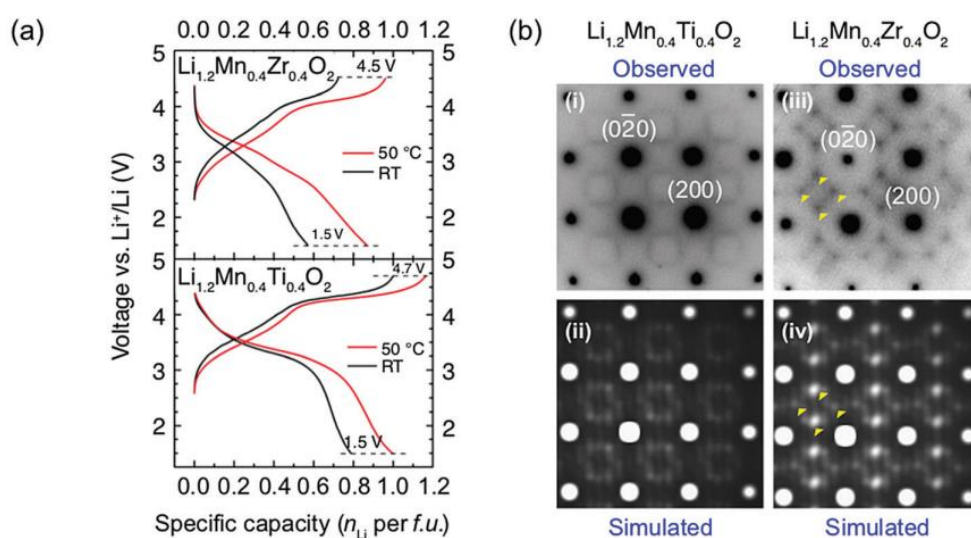 (a)
0.0 0.2 0.4 0.6 0.8 1.0 1.2
5 5
Li1.2Mn0.4Zr0.4O2 4.5 V
4 4
3 50 °C 3
RT
2 2
1.5 V
5 5
Li1.2Mn0.4Ti0.4O2 4.7 V
4 4
3 50 °C 3
RT
2 1.5 V 2
0.0 0.2 0.4 0.6 0.8 1.0 1.2
Voltage vs. Li+/Li (V)
Specific capacity (nLi per f.u.)
(b)
Li1.2Mn0.4Ti0.4O2 Li1.2Mn0.4Zr0.4O2
Observed Observed
(i) (iii)
(02̄0) (02̄0)
(200) (200)
(ii) (iv)
Simulated Simulated